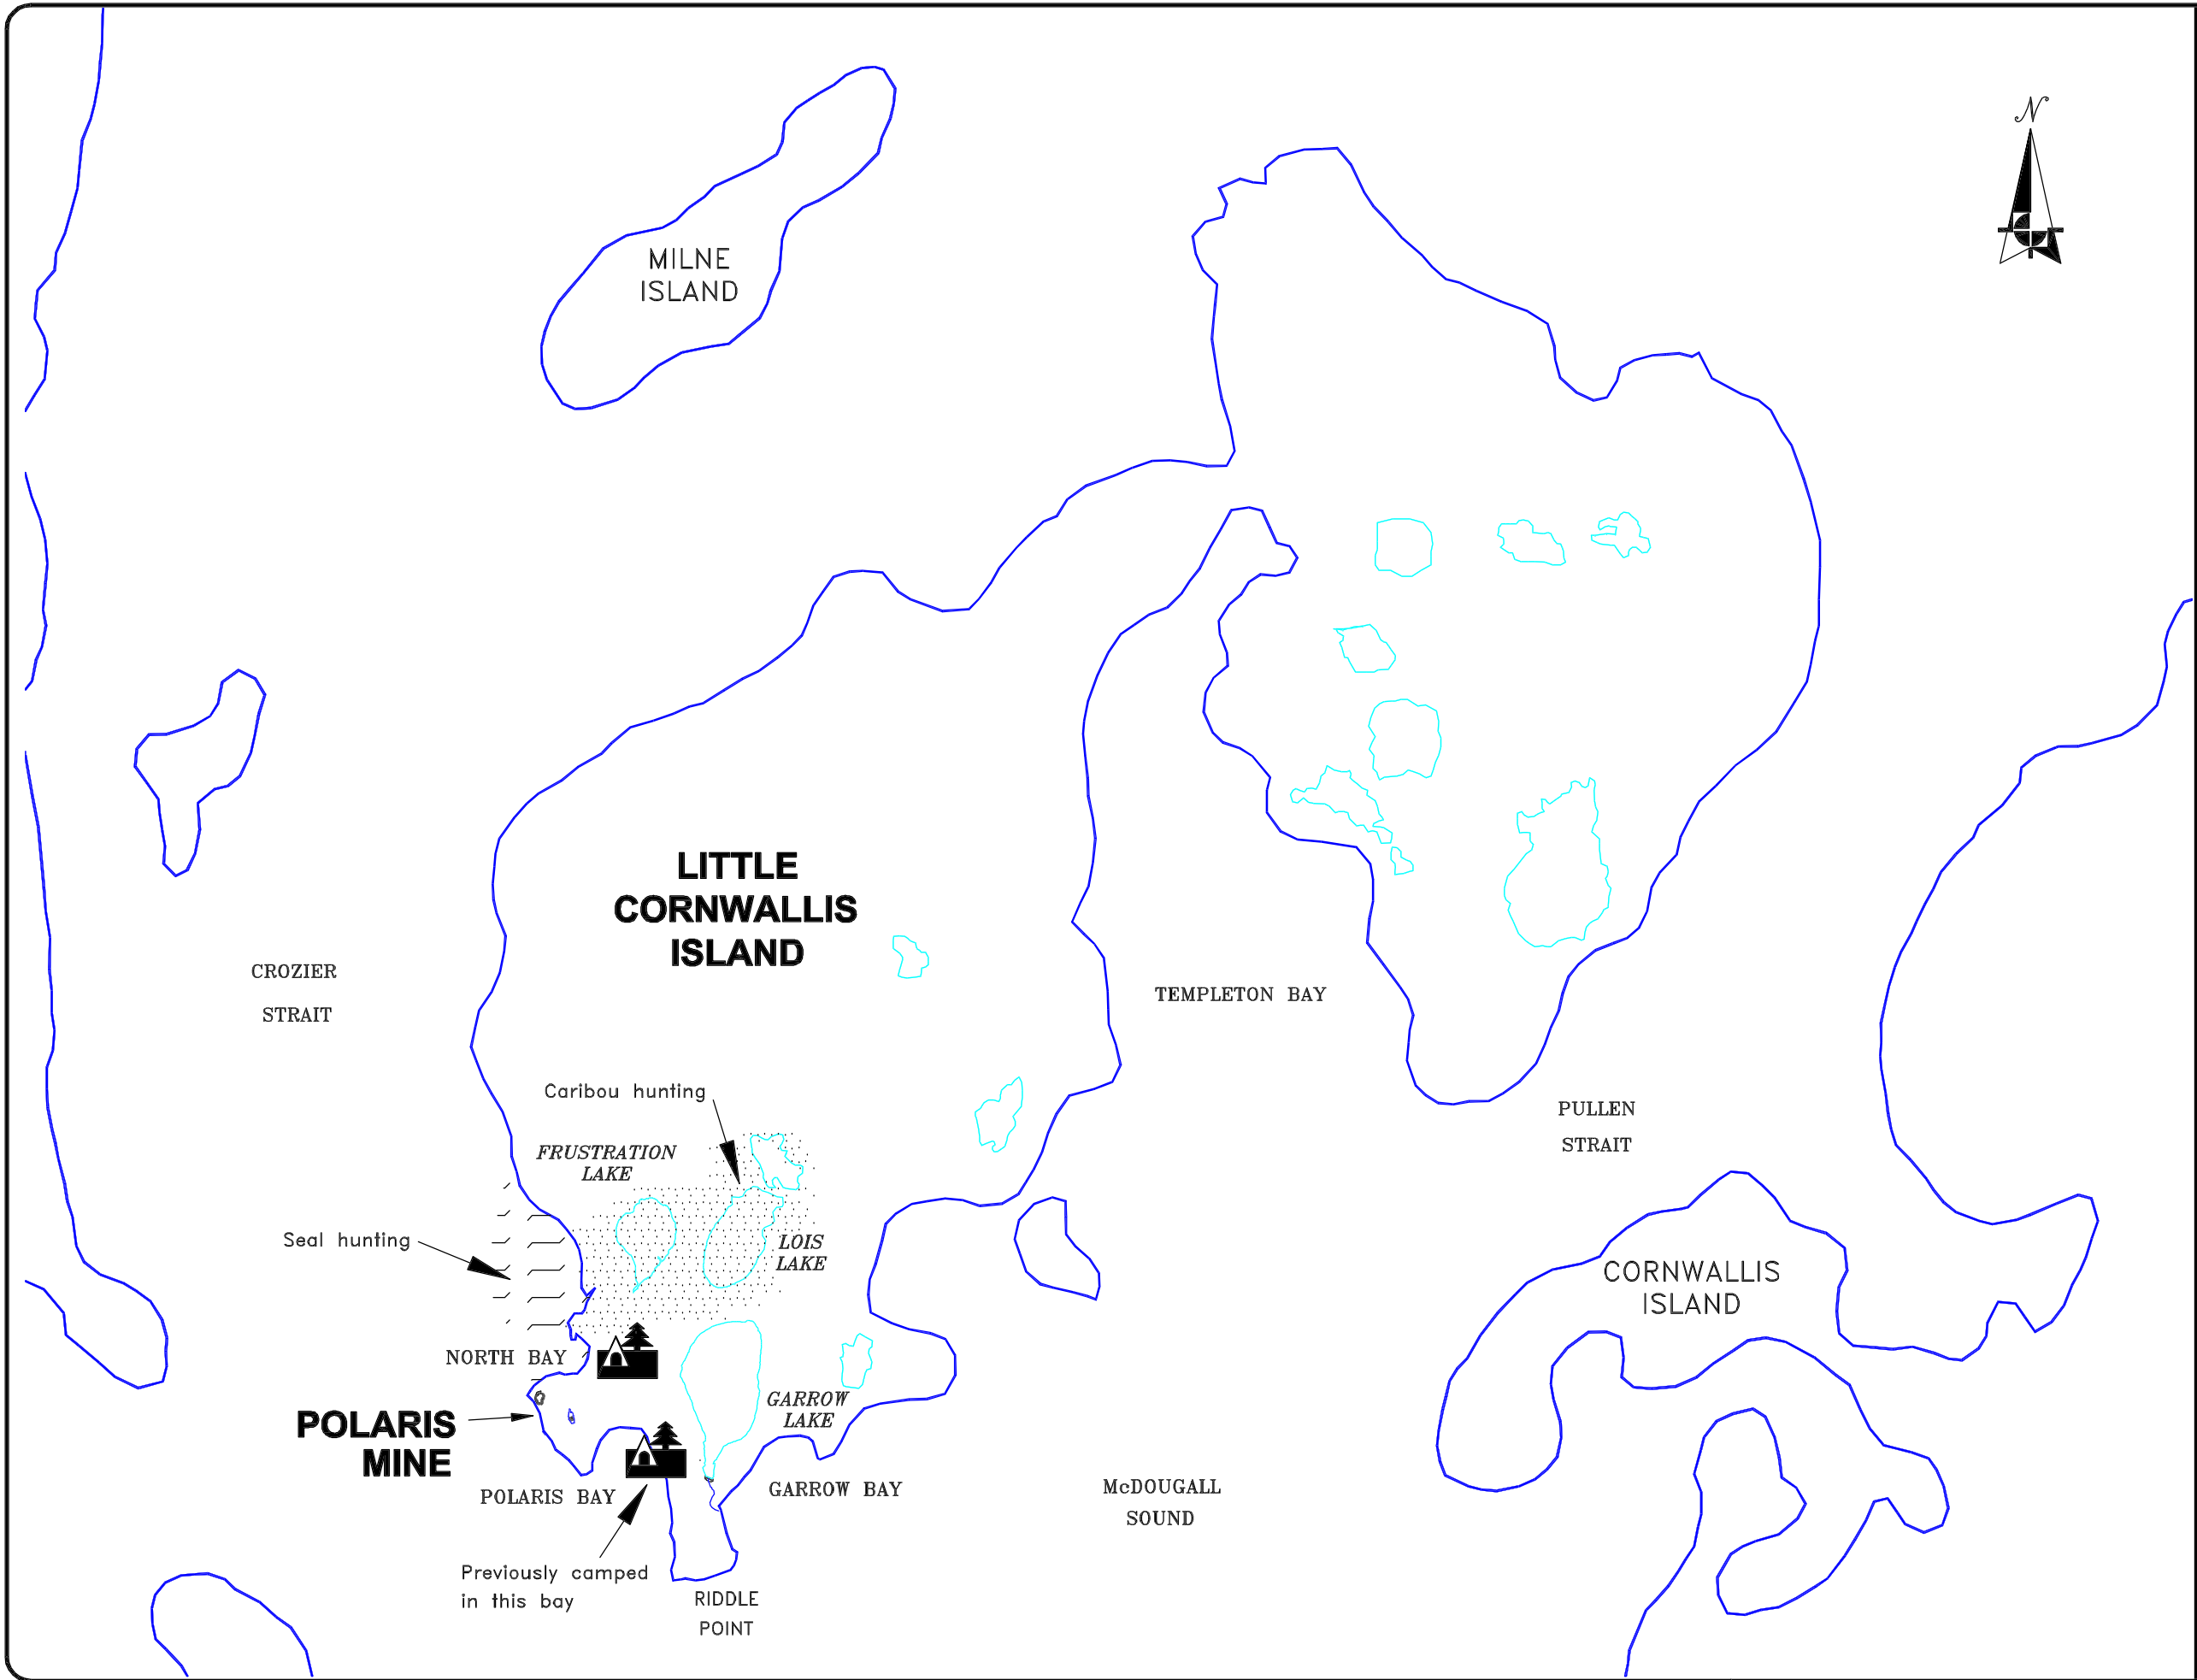 N
MILNE
ISLAND
LITTLE
CORNWALLIS
ISLAND
CROZIER
STRAIT
TEMPLETON BAY
Caribou hunting
PULLEN
STRAIT
FRUSTRATION
LAKE
Seal hunting
LOIS
LAKE
CORNWALLIS
ISLAND
NORTH BAY
GARROW
LAKE
POLARIS
MINE
POLARIS BAY
GARROW BAY
McDOUGALL
SOUND
Previously camped
in this bay
RIDDLE
POINT